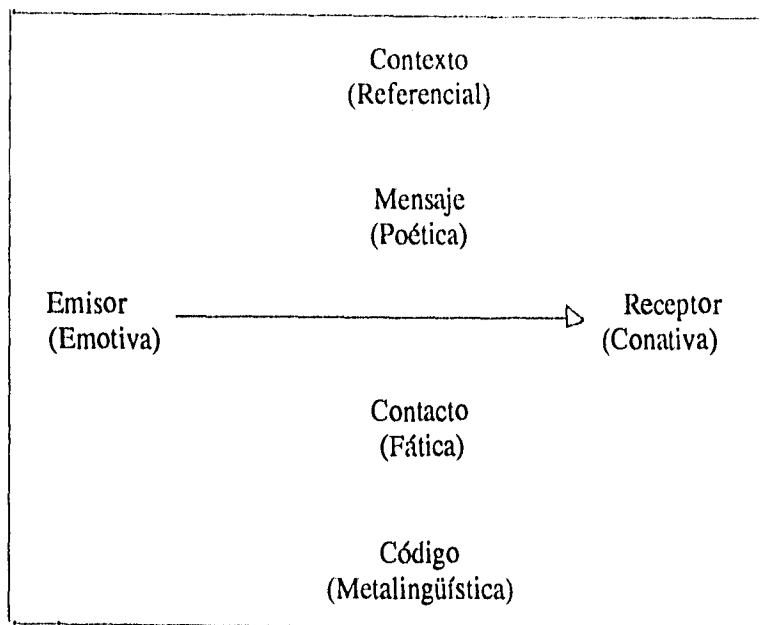 Contexto
(Referencial)
Mensaje
(Poética)
Emisor
(Emotiva)
Receptor
(Conativa)
Contacto
(Fática)
Código
(Metalingüística)